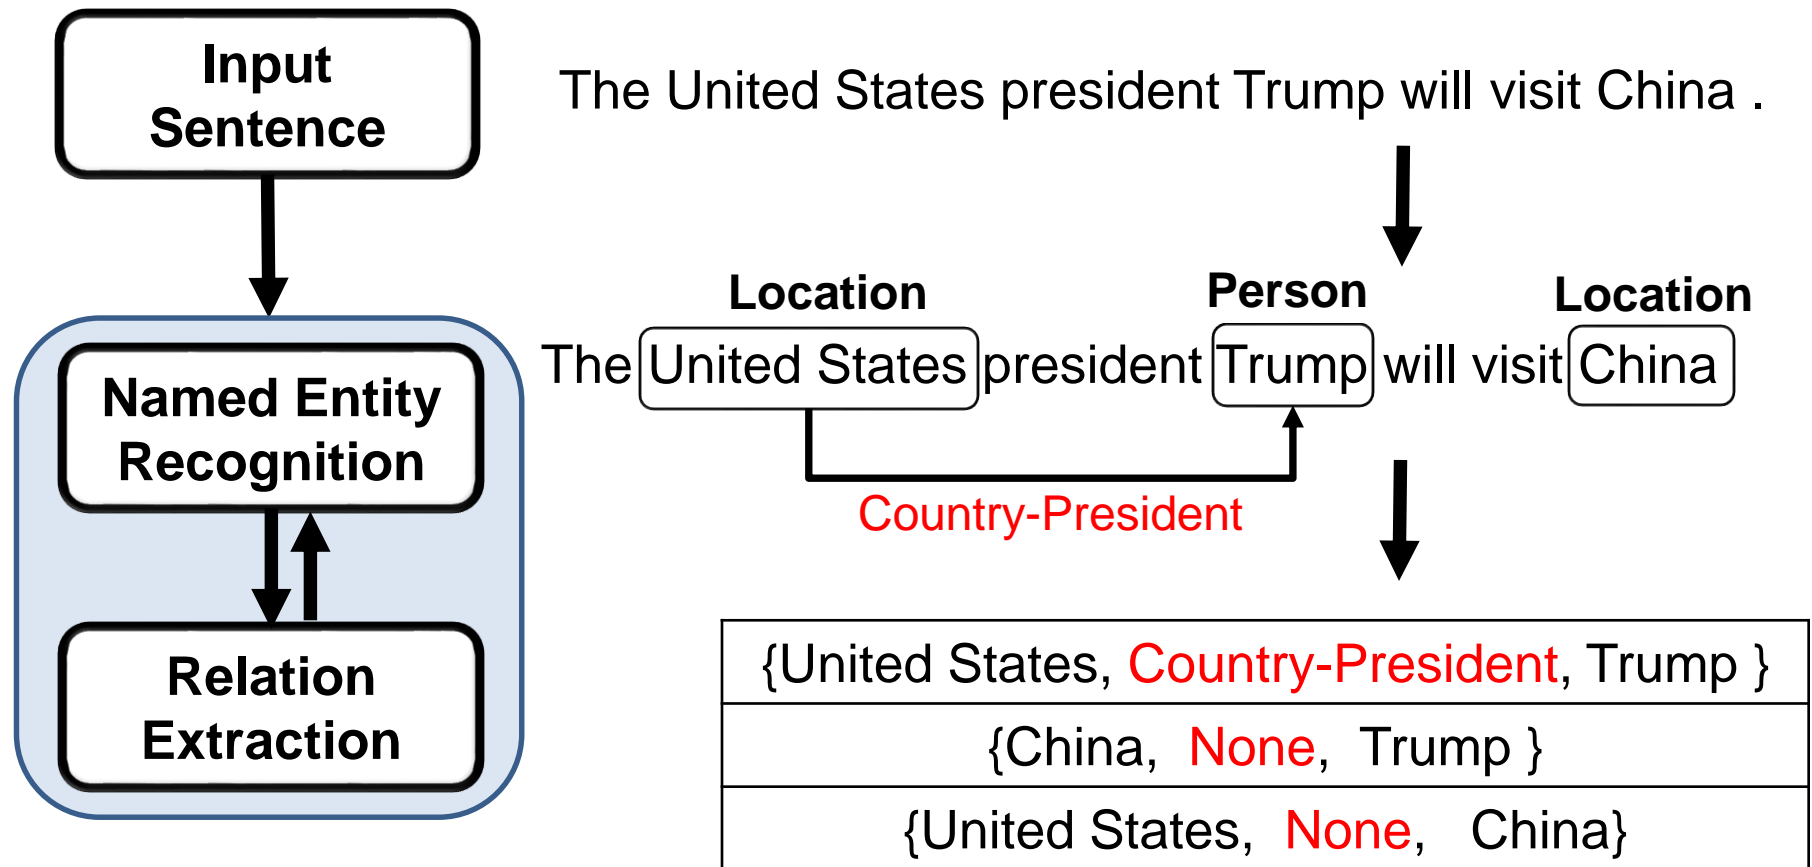 Input
Sentence
The United States president Trump will visit China .
Location
Person
Location
The United States president Trump will visit China
Country-President
Named Entity
Recognition
Relation
Extraction
{United States, Country-President, Trump }
{China, None, Trump }
{United States, None, China}